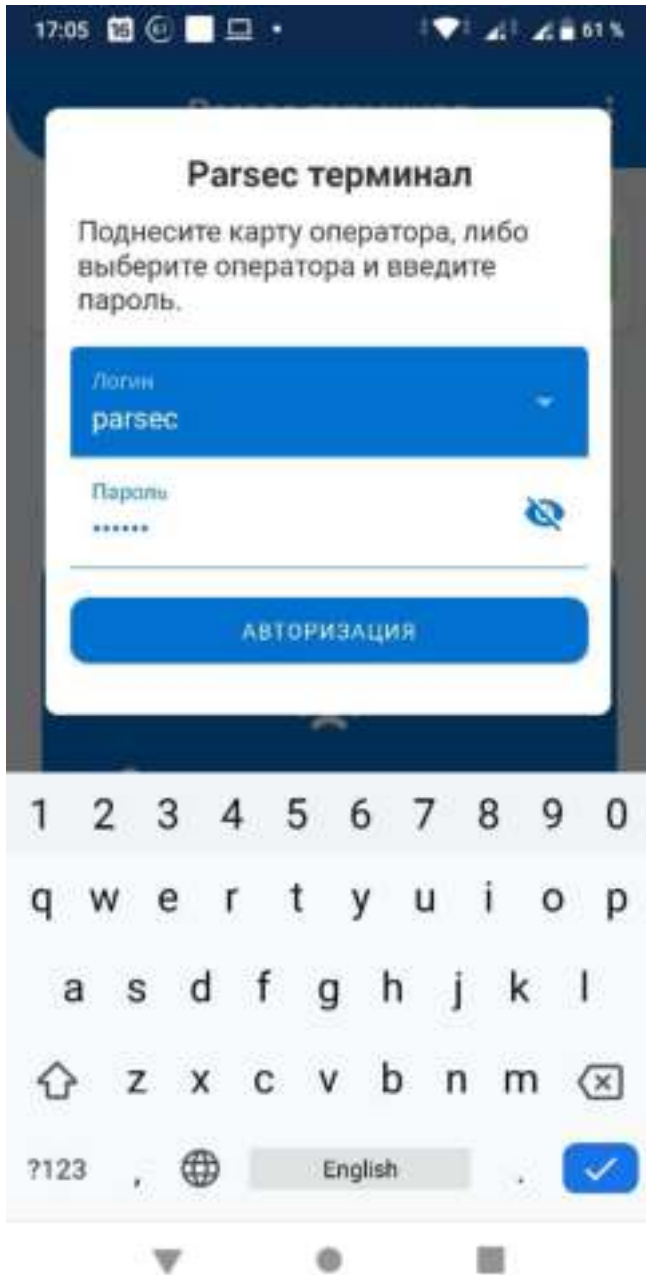 17:05 16 61 %
Parsec терминал
Поднесите карту оператора, либо
выберите оператора и введите
пароль.
Логин
parsec
Пароль
••••••
АВТОРИЗАЦИЯ
1 2 3 4 5 6 7 8 9 0
q w e r t y u i o p
a s d f g h j k l
z x c v b n m
?123 , English .